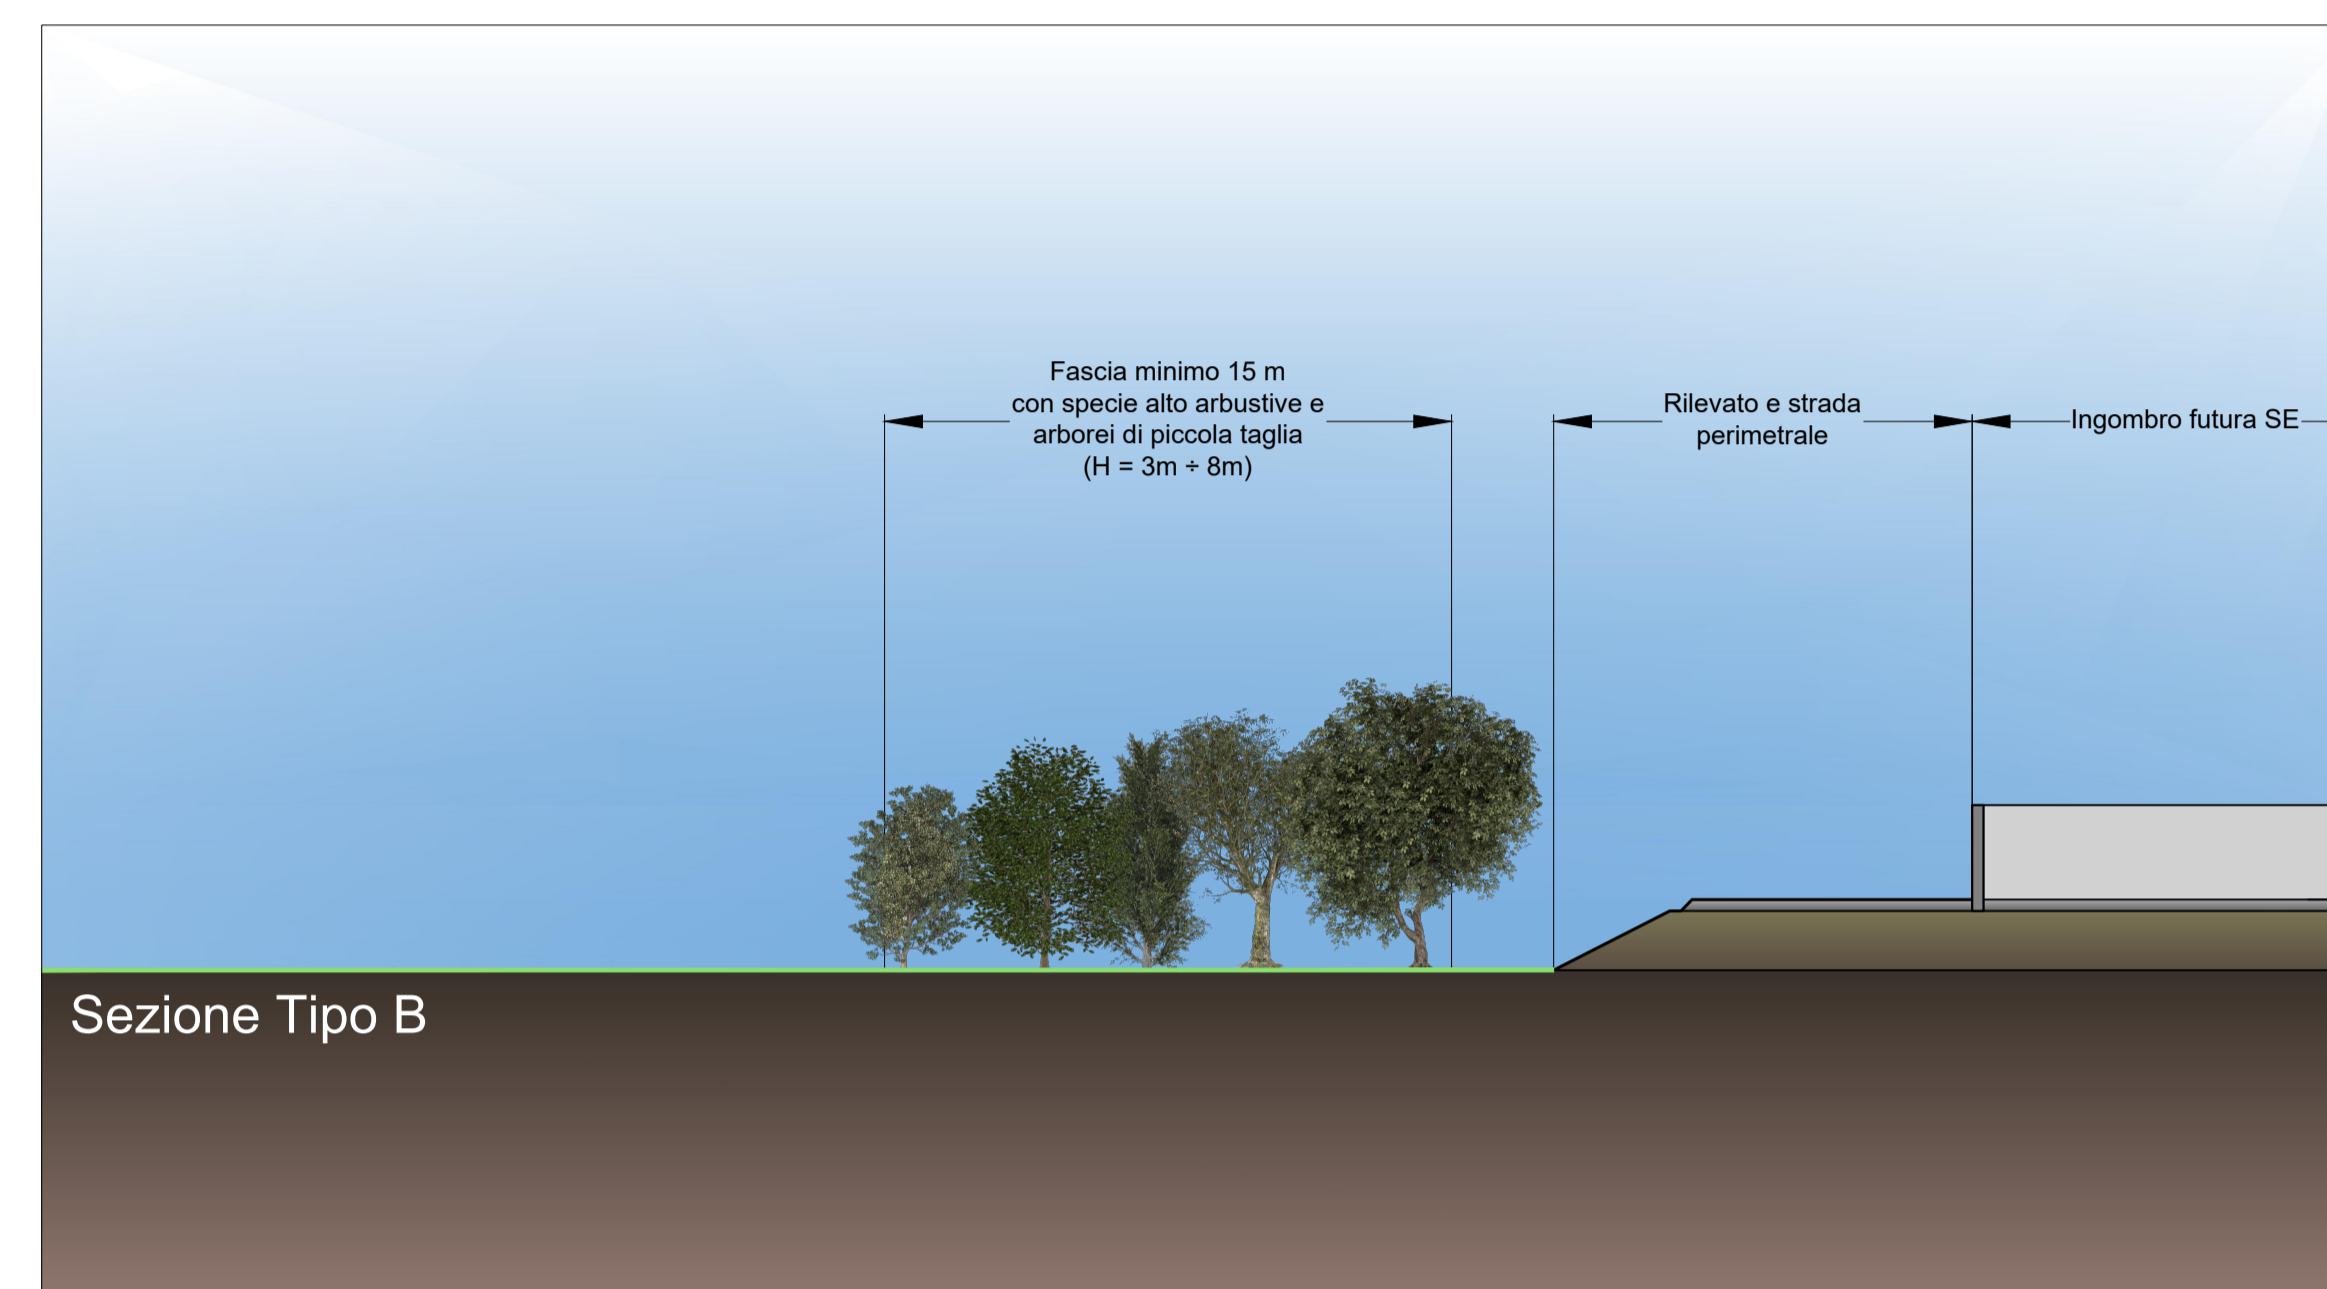 Fascia minimo 15 m
con specie alto arbustive e
arborei di piccola taglia
(H = 3m ÷ 8m)
Rilevato e strada
perimetrale
Ingombro futura SE
Sezione Tipo B